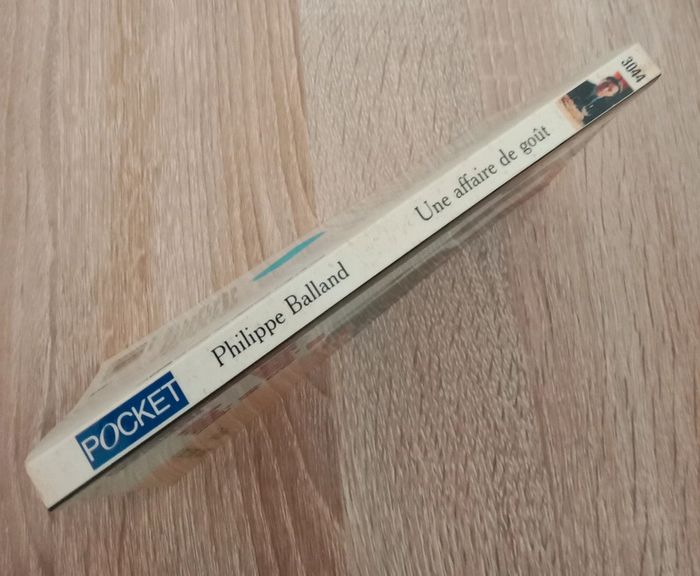 POCKET
Philippe Balland
Une affaire de goût
3044